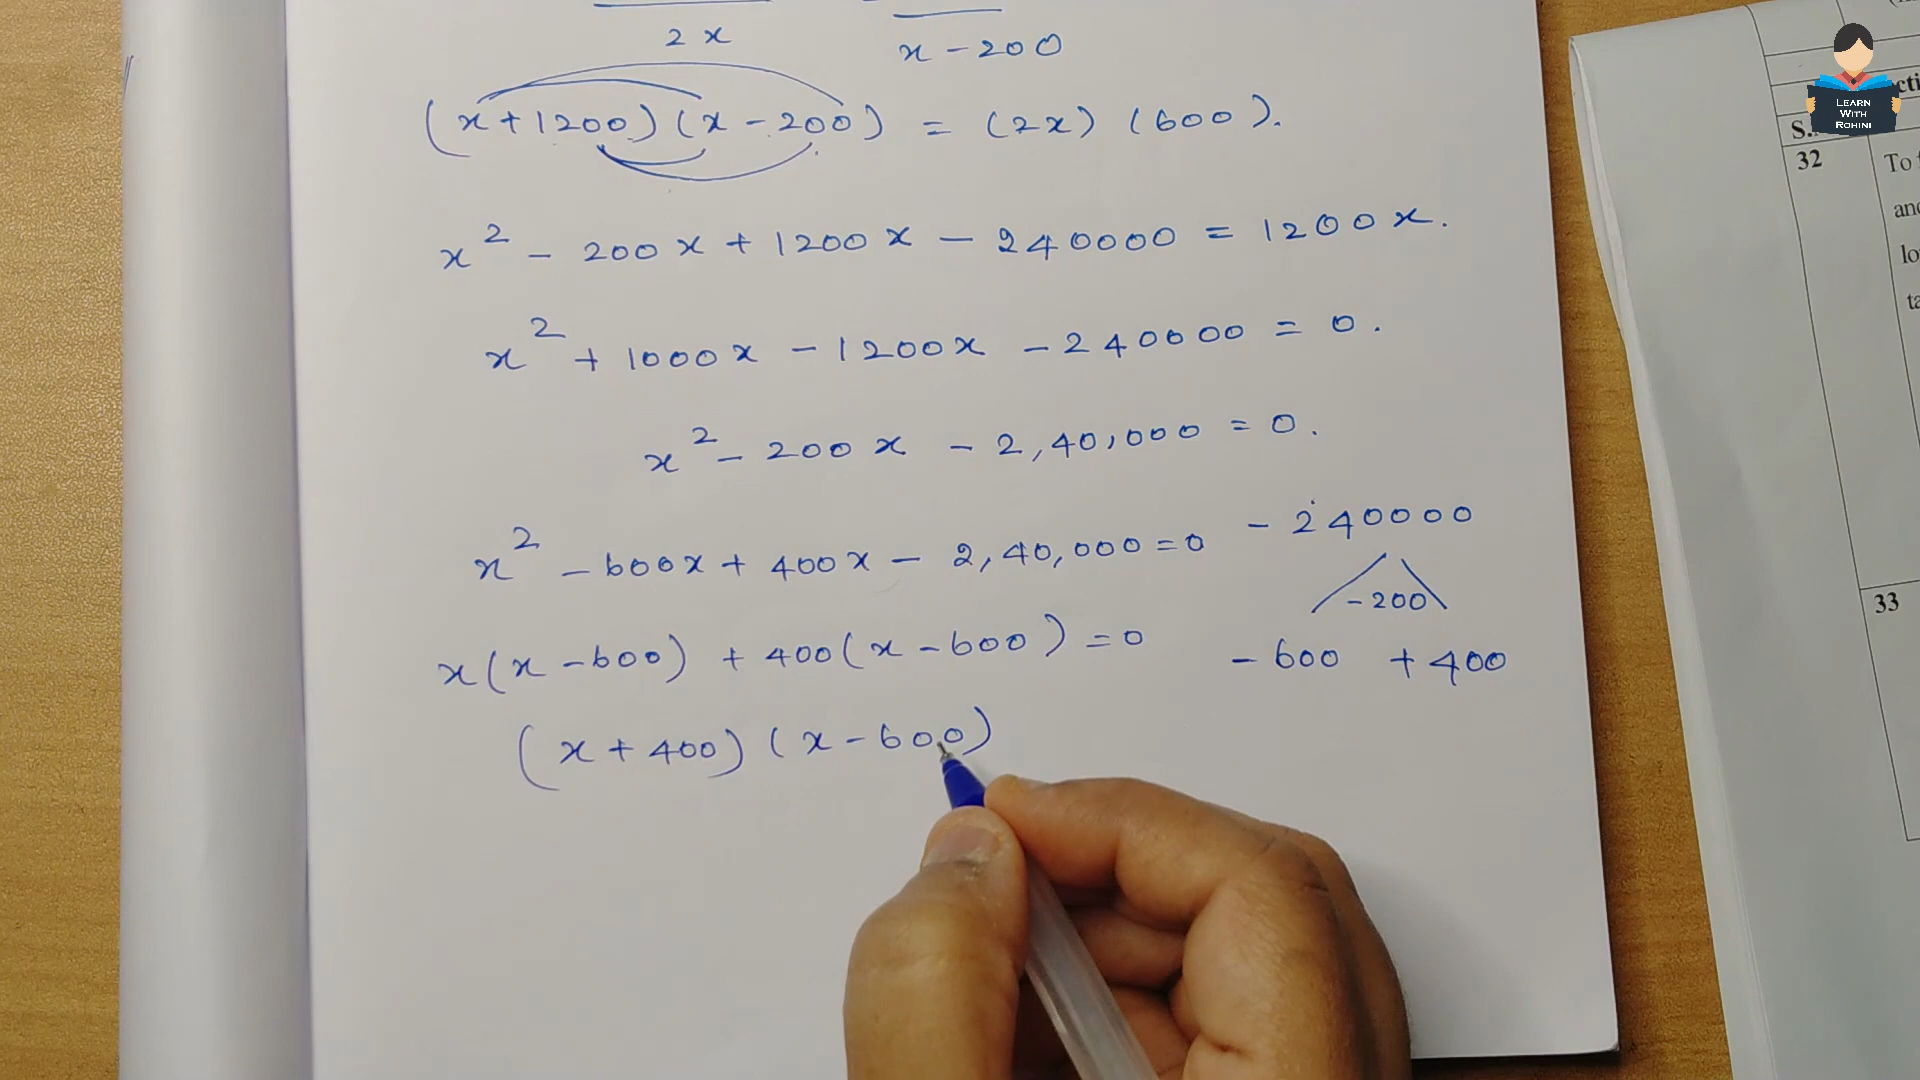 2x
x - 200
(x + 1200) (x - 200) = (2x) (600).
x² - 200x + 1200x - 240000 = 1200x.
x² + 1000x - 1200x - 240000 = 0.
x² - 200x - 2,40,000 = 0.
x² - 600x + 400x - 2,40,000 = 0
- 240000
- 200
- 600 + 400
x(x - 600) + 400(x - 600) = 0
(x + 400) (x - 600)
LEARN
WITH
ROHINI
32
To
33